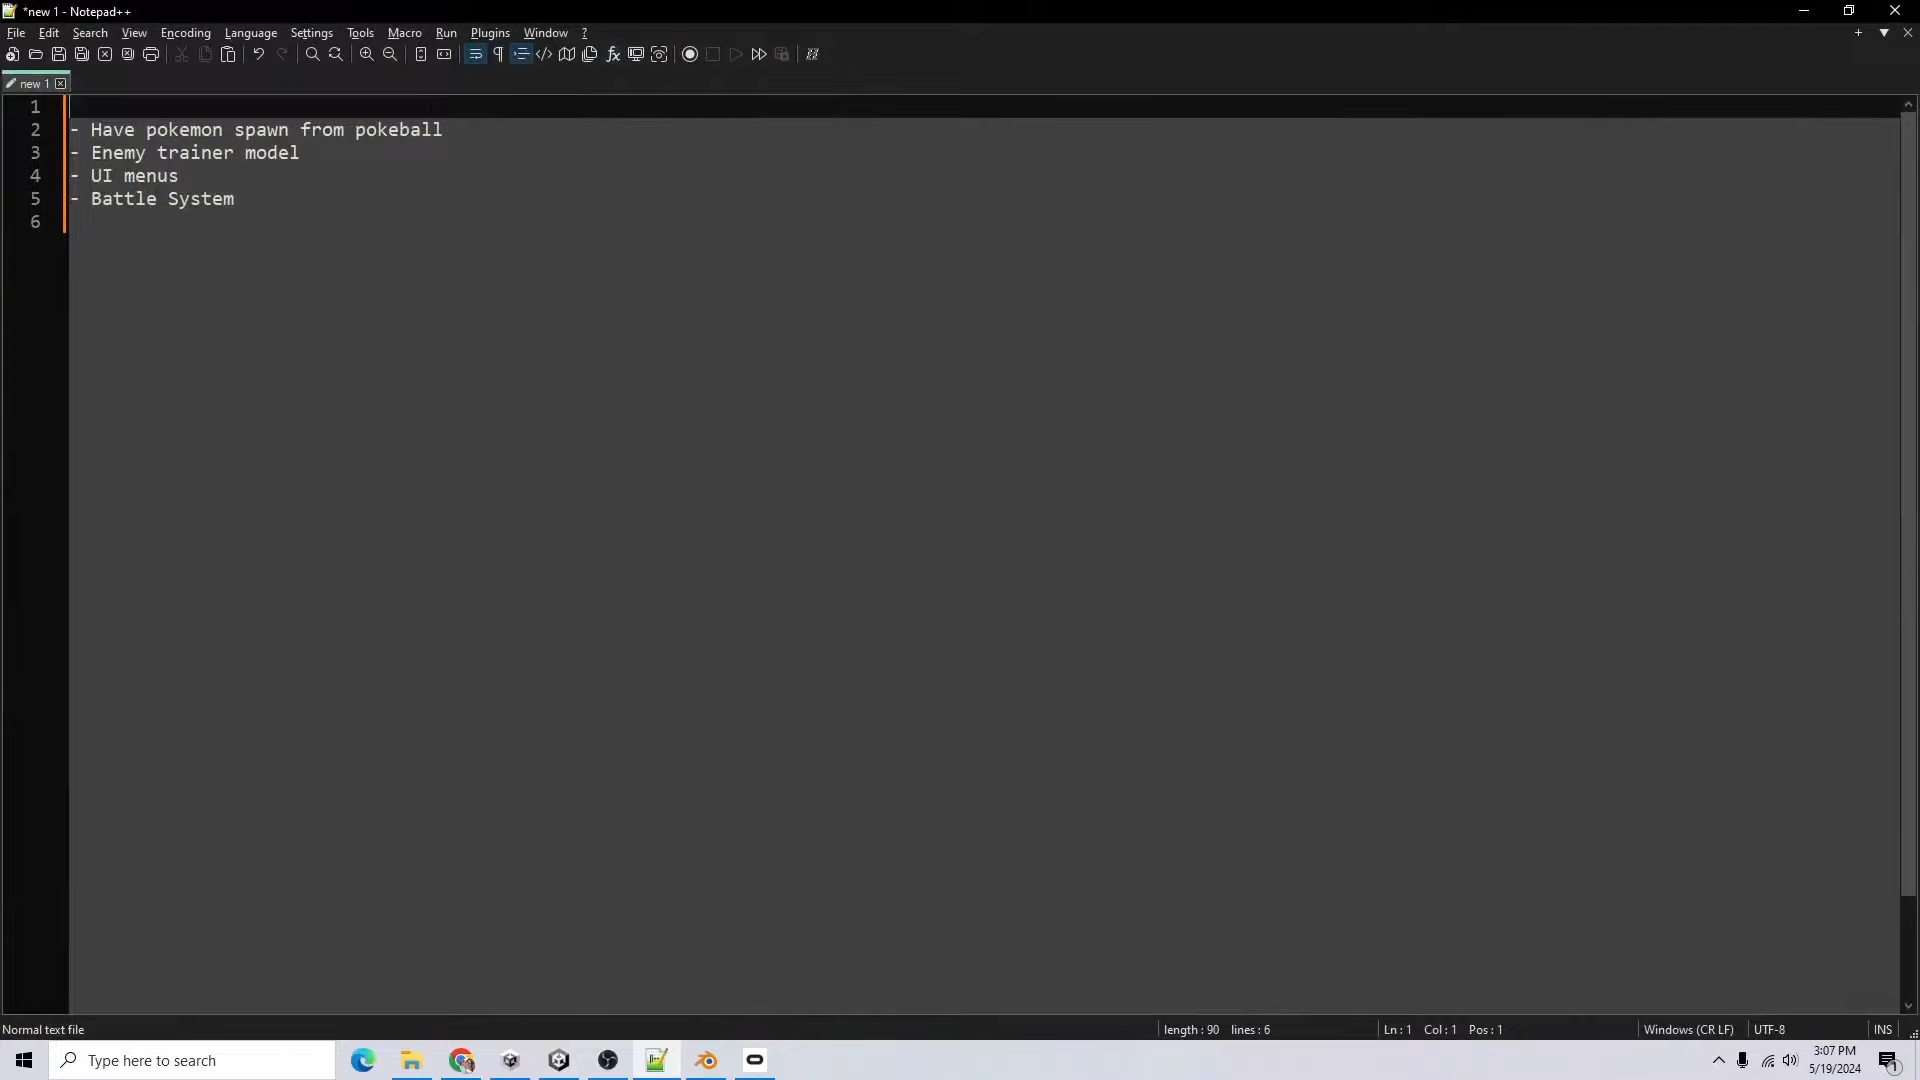 *new 1 - Notepad++
File Edit Search View Encoding Language Settings Tools Macro Run Plugins Window ?
new 1
1
2 - Have pokemon spawn from pokeball
3 - Enemy trainer model
4 - UI menus
5 - Battle System
6
Normal text file length : 90 lines : 6 Ln : 1 Col : 1 Pos : 1 Windows (CR LF) UTF-8 INS
Type here to search
3:07 PM
5/19/2024
1